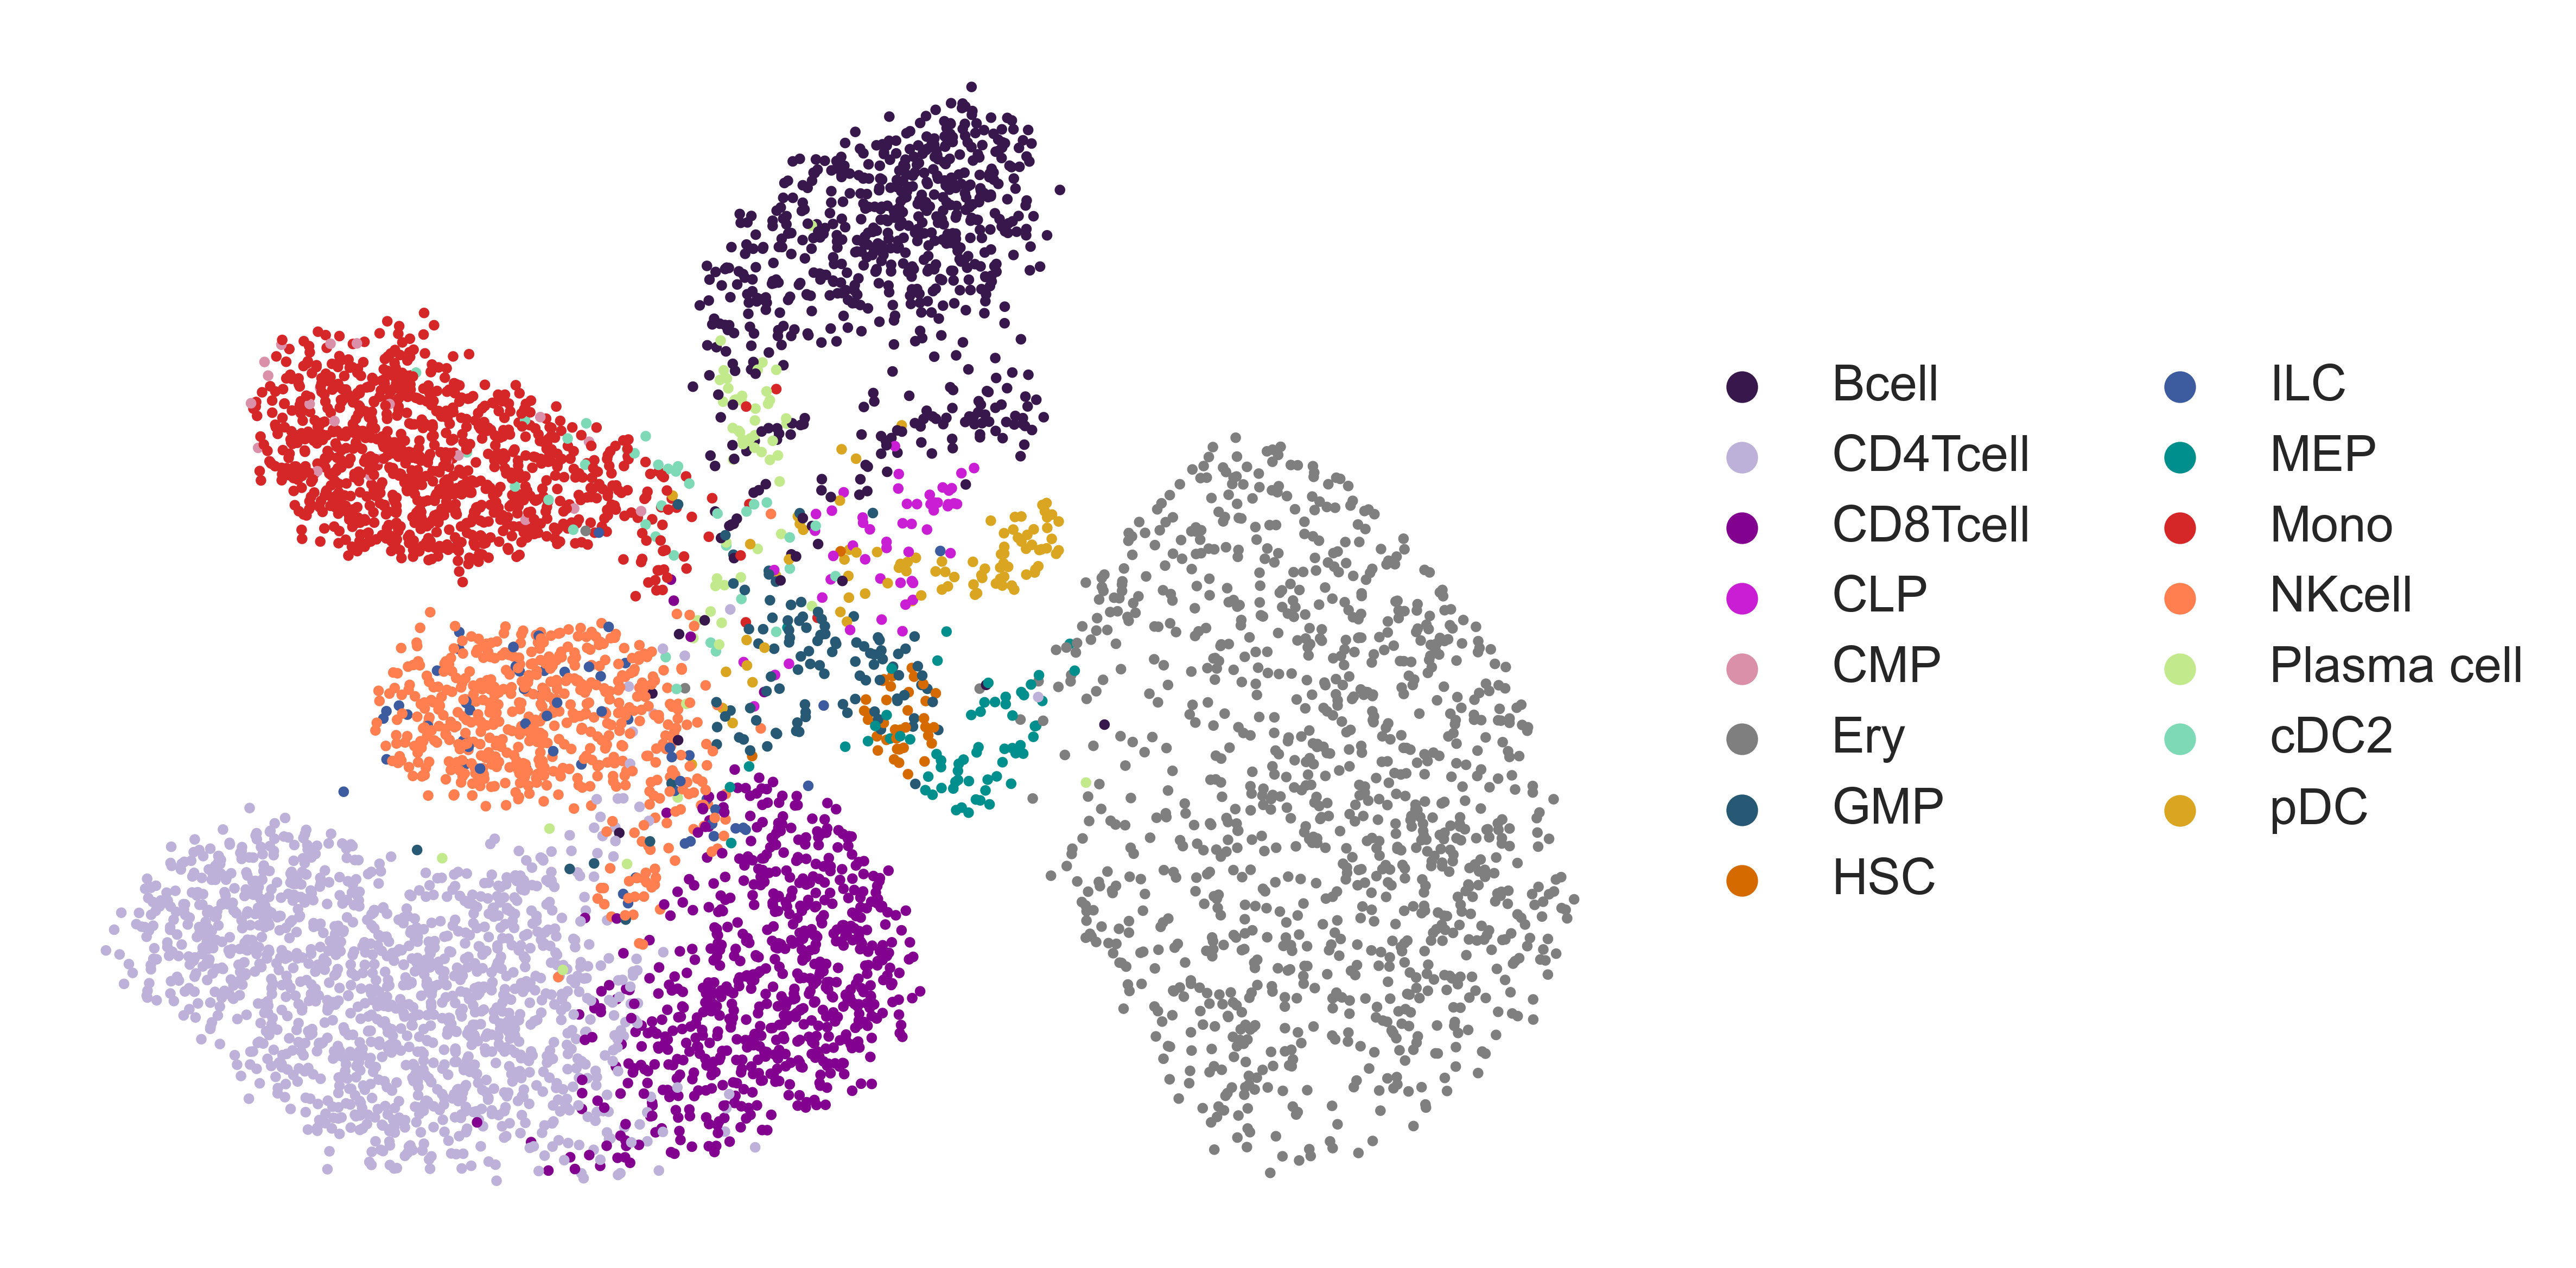 Bcell
CD4Tcell
CD8Tcell
CLP
CMP
Ery
GMP
HSC
ILC
MEP
Mono
NKcell
Plasma cell
cDC2
pDC